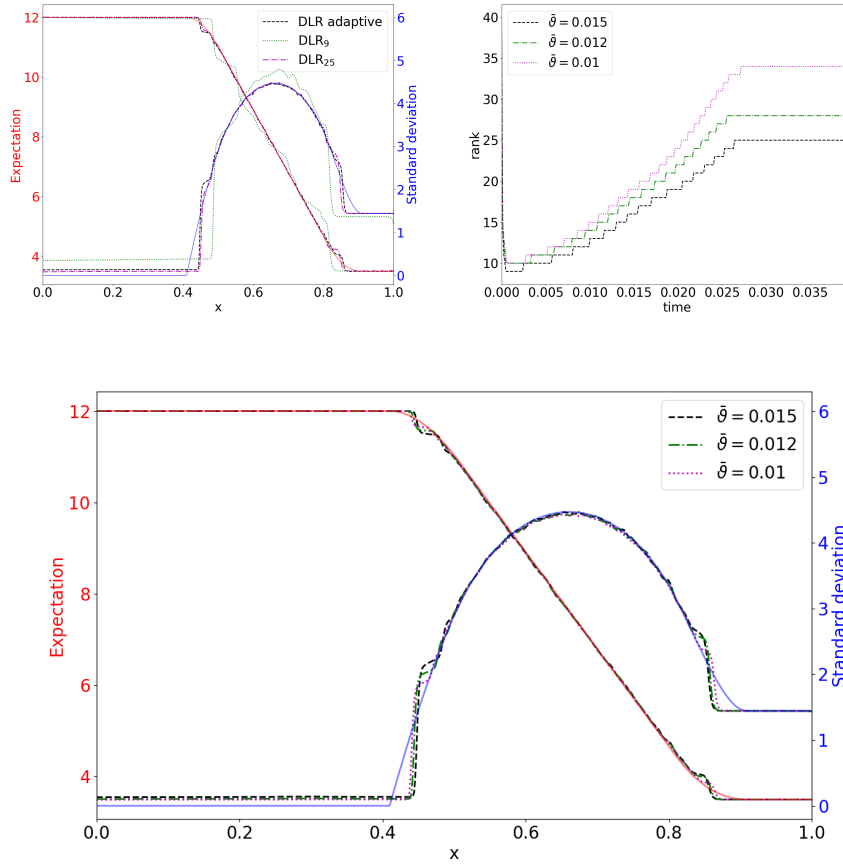 12
10
8
6
4
Expectation
0.0 0.2 0.4 0.6 0.8 1.0
x
6
5
4
3
2
1
0
Standard deviation
DLR adaptive
DLR₉
DLR₂₅
40
35
30
25
20
15
10
rank
0.000 0.005 0.010 0.015 0.020 0.025 0.030 0.035
time
ϑ̄ = 0.015
ϑ̄ = 0.012
ϑ̄ = 0.01
12
10
8
6
4
Expectation
0.0 0.2 0.4 0.6 0.8 1.0
x
6
5
4
3
2
1
0
Standard deviation
ϑ̄ = 0.015
ϑ̄ = 0.012
ϑ̄ = 0.01